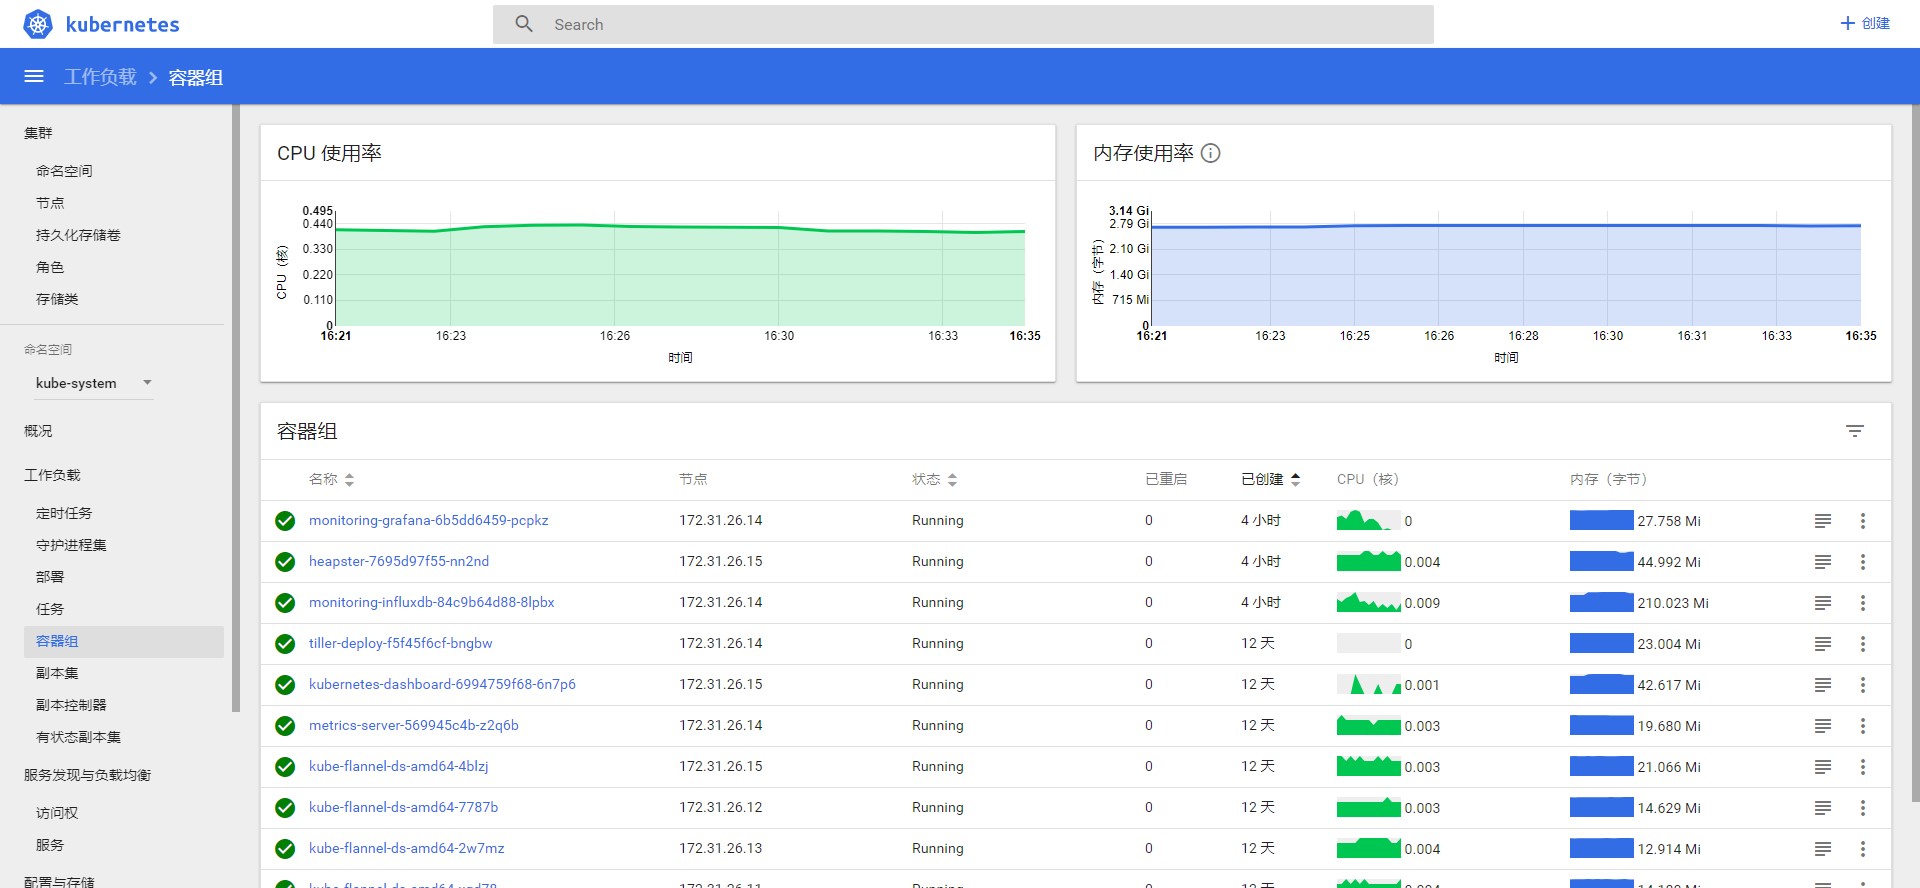 kubernetes
Search
创建
工作负载
容器组
集群
命名空间
节点
持久化存储卷
角色
存储类
命名空间
kube-system
概况
工作负载
定时任务
守护进程集
部署
任务
容器组
副本集
副本控制器
有状态副本集
服务发现与负载均衡
访问权
服务
配置与存储
CPU 使用率
0.495
0.440
0.330
0.220
0.110
0
CPU（核）
16:21 16:23 16:26 16:30 16:33 16:35
时间
内存使用率
3.14 Gi
2.79 Gi
2.10 Gi
1.40 Gi
715 Mi
0
内存（字节）
16:21 16:23 16:25 16:26 16:28 16:30 16:31 16:33 16:35
时间
容器组
名称 节点 状态 已重启 已创建 CPU（核） 内存（字节）
monitoring-grafana-6b5dd6459-pcpkz 172.31.26.14 Running 0 4 小时 0 27.758 Mi
heapster-7695d97f55-nn2nd 172.31.26.15 Running 0 4 小时 0.004 44.992 Mi
monitoring-influxdb-84c9b64d88-8lpbx 172.31.26.14 Running 0 4 小时 0.009 210.023 Mi
tiller-deploy-f5f45f6cf-bngbw 172.31.26.14 Running 0 12 天 0 23.004 Mi
kubernetes-dashboard-6994759f68-6n7p6 172.31.26.15 Running 0 12 天 0.001 42.617 Mi
metrics-server-569945c4b-z2q6b 172.31.26.14 Running 0 12 天 0.003 19.680 Mi
kube-flannel-ds-amd64-4blzj 172.31.26.15 Running 0 12 天 0.003 21.066 Mi
kube-flannel-ds-amd64-7787b 172.31.26.12 Running 0 12 天 0.003 14.629 Mi
kube-flannel-ds-amd64-2w7mz 172.31.26.13 Running 0 12 天 0.004 12.914 Mi